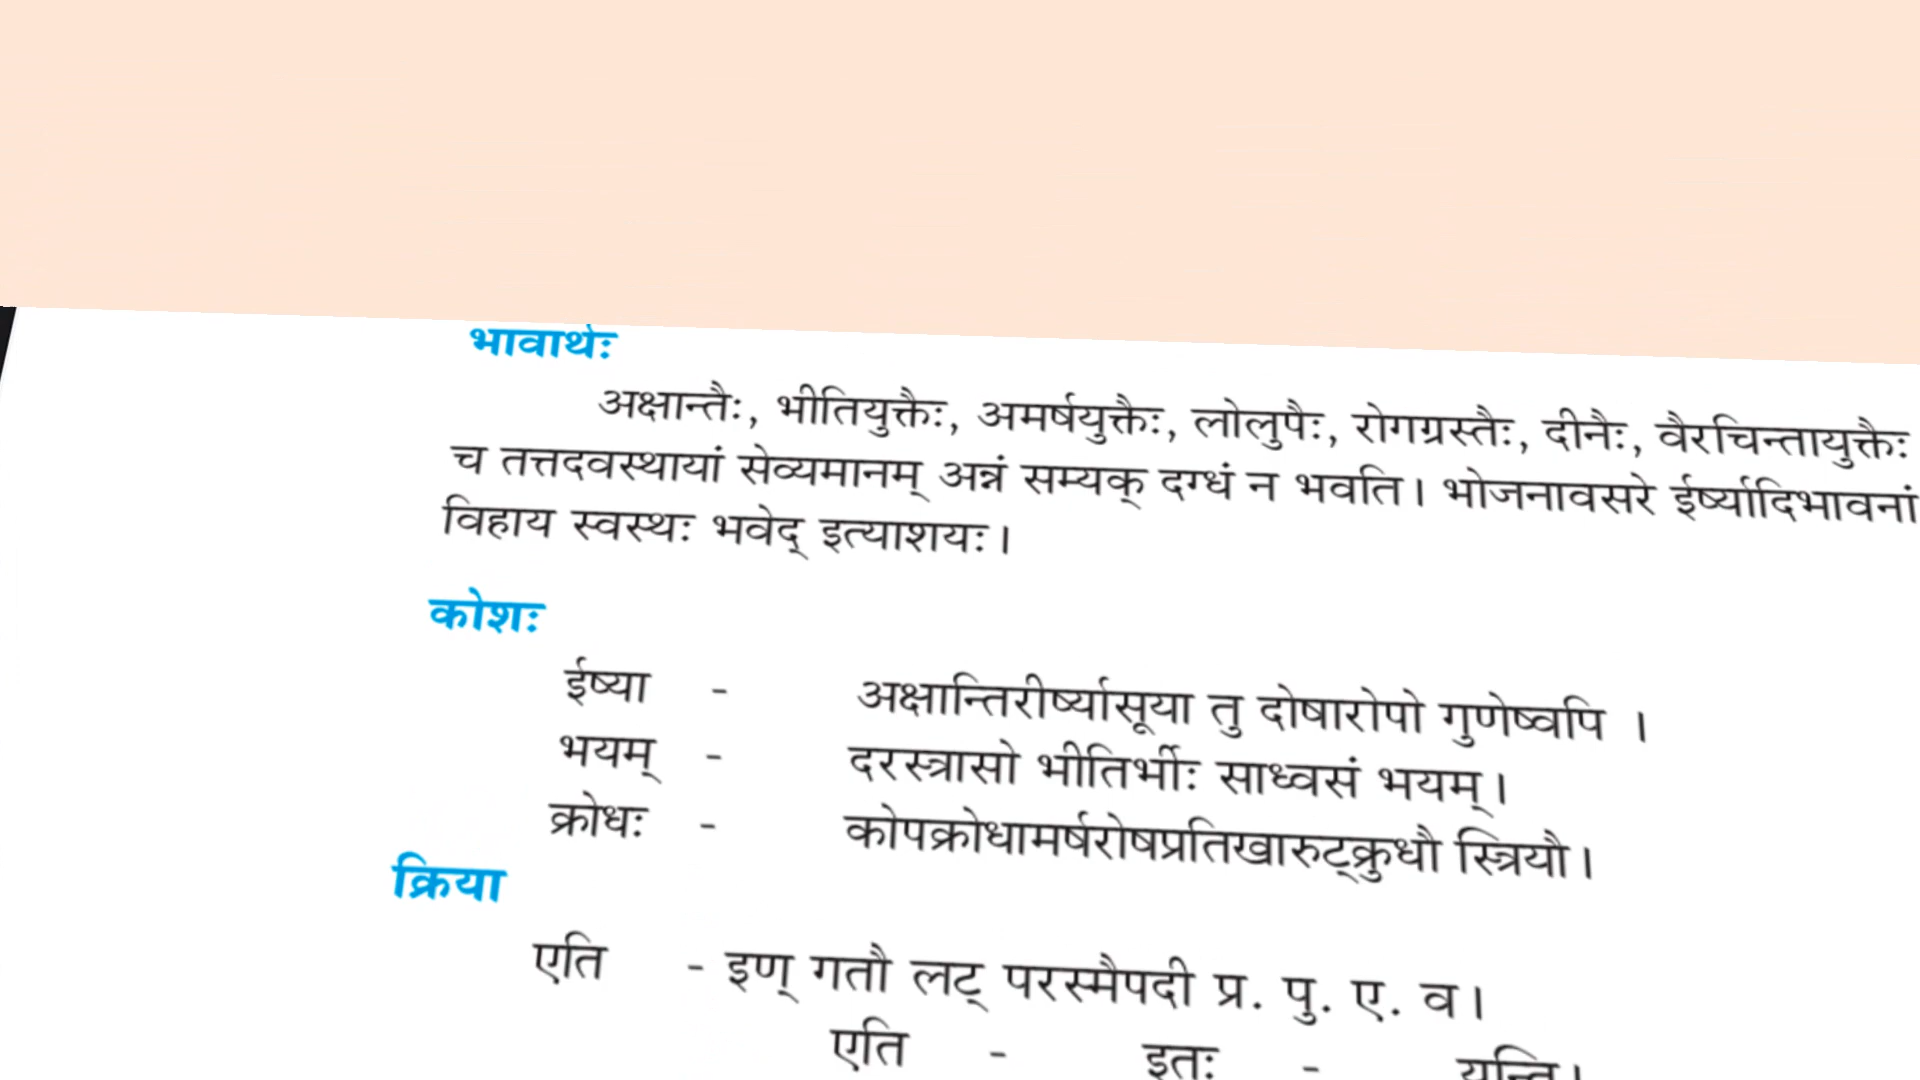 भावार्थः
अक्षान्तैः, भीतियुक्तैः, अमर्षयुक्तैः, लोलुपैः, रोगग्रस्तैः, दीनैः, वैरचिन्तायुक्तैः
च तत्तदवस्थायां सेव्यमानम् अन्नं सम्यक् दग्धं न भवति। भोजनावसरे ईर्ष्यादिभावनां
विहाय स्वस्थः भवेद् इत्याशयः।
कोशः
ईष्या - अक्षान्तिरीर्ष्यासूया तु दोषारोपो गुणेष्वपि ।
भयम् - दरस्त्रासो भीतिर्भीः साध्वसं भयम्।
क्रोधः - कोपक्रोधामर्षरोषप्रतिखारुट्क्रुधौ स्त्रियौ।
क्रिया
एति - इण् गतौ लट् परस्मैपदी प्र. पु. ए. व।
एति - इतः - यन्ति।